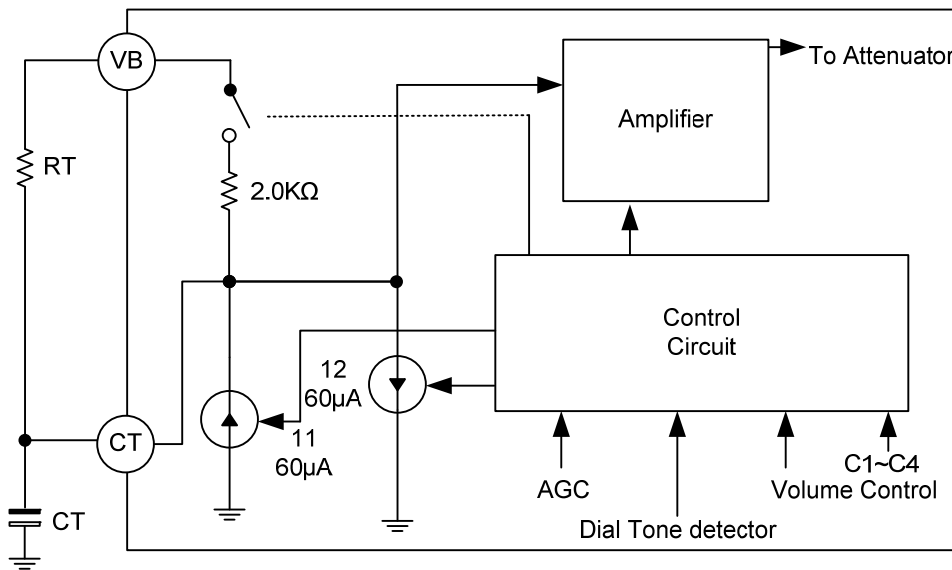 VB
To Attenuator
Amplifier
RT
2.0KΩ
Control
Circuit
12
60µA
11
60µA
CT
C1~C4
AGC
Volume Control
CT
Dial Tone detector